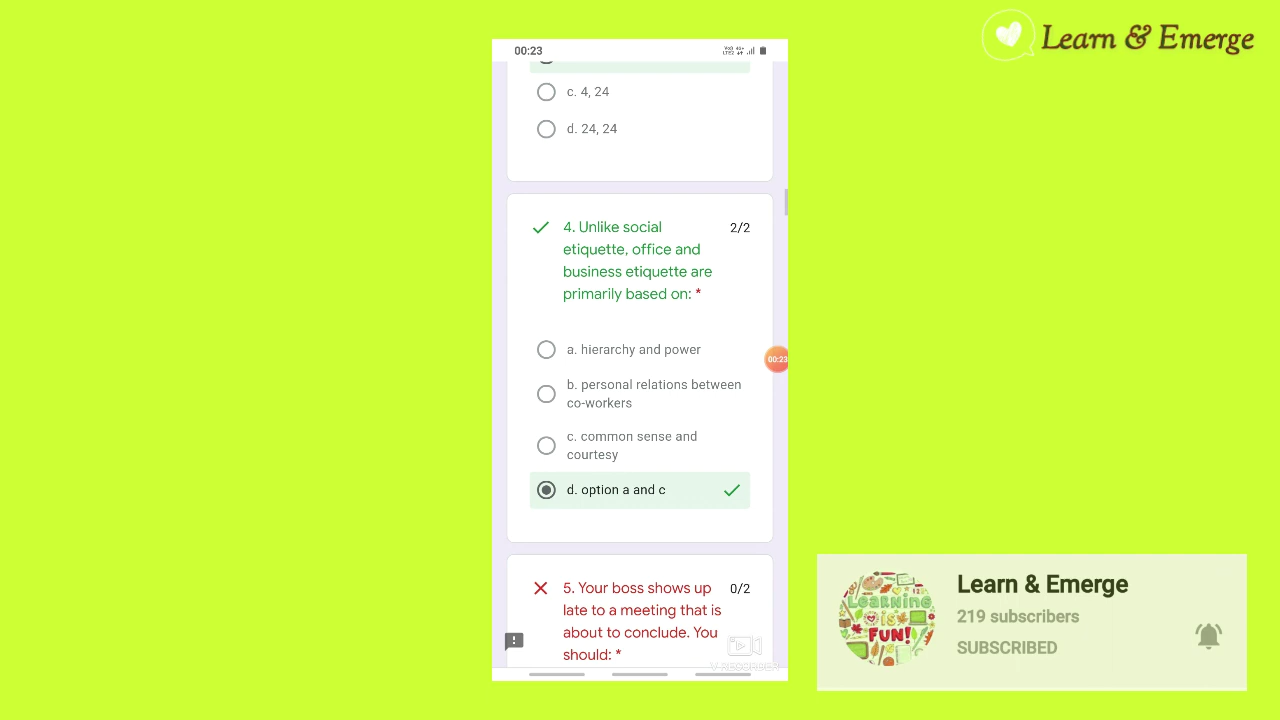 Learn & Emerge
00:23
c. 4, 24
d. 24, 24
4. Unlike social
2/2
etiquette, office and
business etiquette are
primarily based on: *
a. hierarchy and power
00:23
b. personal relations between
co-workers
c. common sense and
courtesy
d. option a and c
5. Your boss shows up
0/2
late to a meeting that is
about to conclude. You
should: *
Learn & Emerge
219 subscribers
SUBSCRIBED
Learning
is
FUN!